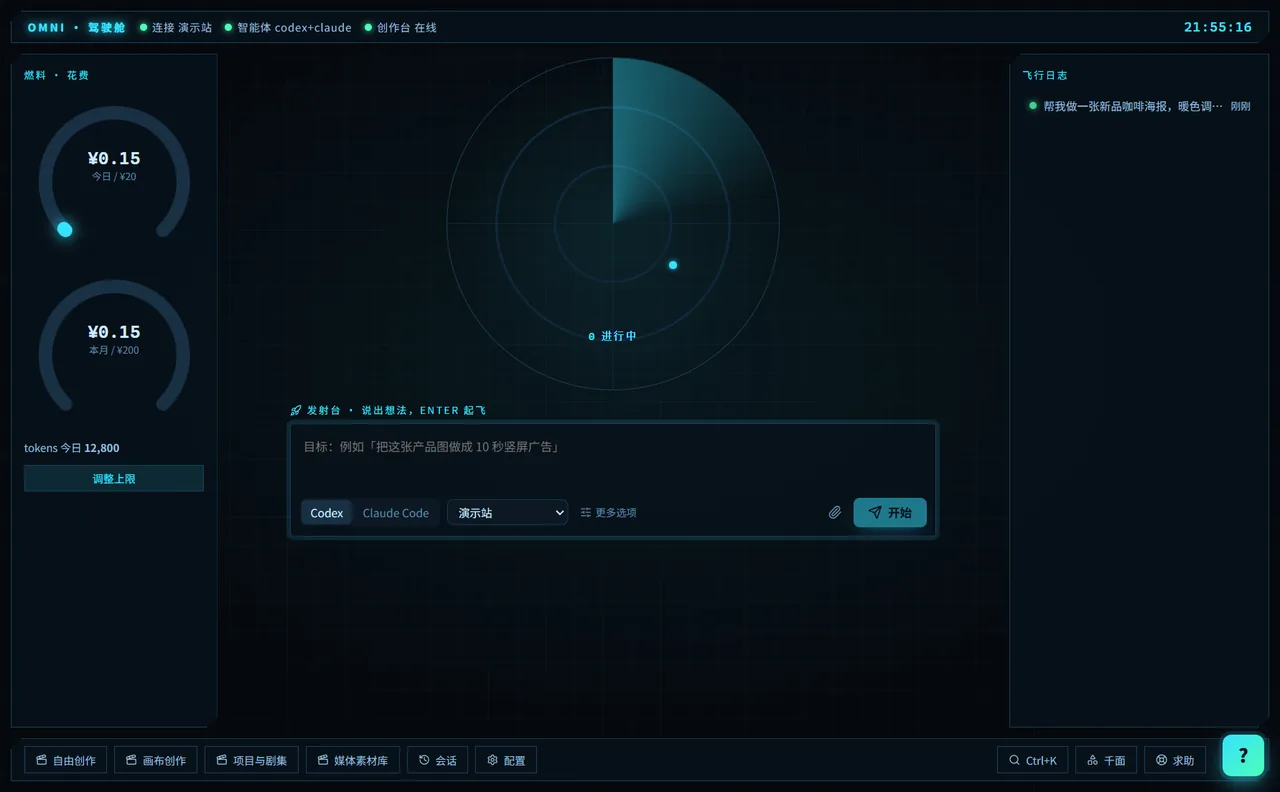 OMNI • 驾驶舱 连接 演示站 智能体 codex+claude 创作台 在线 21:55:16
燃料 • 花费
¥0.15
今日 / ¥20
¥0.15
本月 / ¥200
tokens 今日 12,800
调整上限
0 进行中
发射台 • 说出想法，ENTER 起飞
目标：例如「把这张产品图做成 10 秒竖屏广告」
Codex Claude Code 演示站 更多选项 开始
飞行日志
帮我做一张新品咖啡海报，暖色调… 刚刚
自由创作 画布创作 项目与剧集 媒体素材库 会话 配置 Ctrl+K 千面 求助 ?